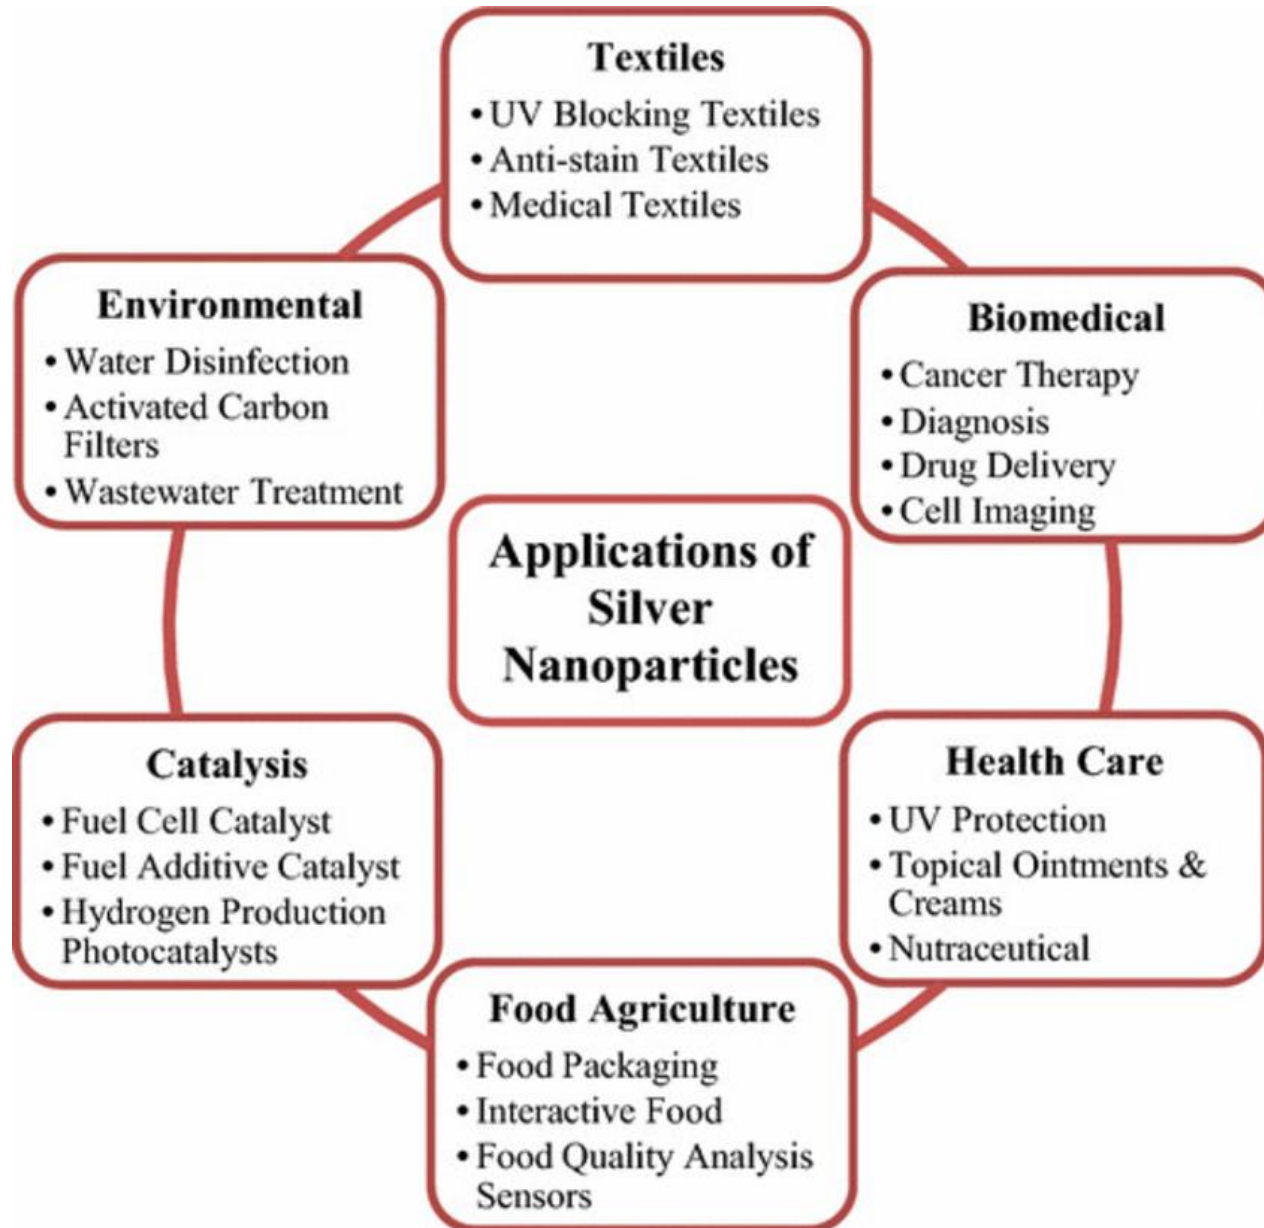 Textiles
• UV Blocking Textiles
• Anti-stain Textiles
• Medical Textiles
Environmental
• Water Disinfection
• Activated Carbon
Filters
• Wastewater Treatment
Biomedical
• Cancer Therapy
• Diagnosis
• Drug Delivery
• Cell Imaging
Applications of
Silver
Nanoparticles
Catalysis
• Fuel Cell Catalyst
• Fuel Additive Catalyst
• Hydrogen Production
Photocatalysts
Health Care
• UV Protection
• Topical Ointments &
Creams
• Nutraceutical
Food Agriculture
• Food Packaging
• Interactive Food
• Food Quality Analysis
Sensors